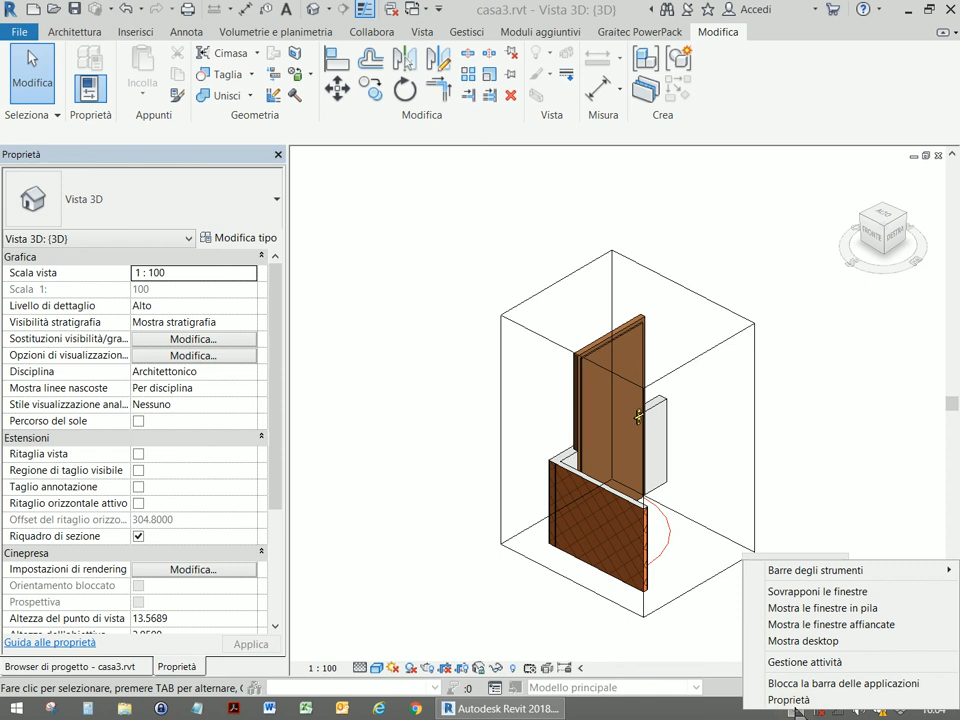 casa3.rvt - Vista 3D: {3D}
Accedi
File
Architettura
Inserisci
Annota
Volumetrie e planimetria
Collabora
Vista
Gestisci
Moduli aggiuntivi
Graitec PowerPack
Modifica
Modifica
Incolla
Cimasa
Taglia
Unisci
Seleziona
Proprietà
Appunti
Geometria
Modifica
Vista
Misura
Crea
Proprietà
Vista 3D
Vista 3D: {3D}
Modifica tipo
Grafica
Scala vista 1 : 100
Scala 1: 100
Livello di dettaglio Alto
Visibilità stratigrafia Mostra stratigrafia
Sostituzioni visibilità/gra... Modifica...
Opzioni di visualizzazion... Modifica...
Disciplina Architettonico
Mostra linee nascoste Per disciplina
Stile visualizzazione anal... Nessuno
Percorso del sole
Estensioni
Ritaglia vista
Regione di taglio visibile
Taglio annotazione
Ritaglio orizzontale attivo
Offset del ritaglio orizzo... 304.8000
Riquadro di sezione
Cinepresa
Impostazioni di rendering Modifica...
Orientamento bloccato
Prospettiva
Altezza del punto di vista 13.5689
Guida alle proprietà
Applica
Browser di progetto - casa3.rvt
Proprietà
ALTO
FRONTE
DESTRA
1 : 100
Fare clic per selezionare, premere TAB per alternare,
:0
Modello principale
Autodesk Revit 2018...
Barre degli strumenti
Sovrapponi le finestre
Mostra le finestre in pila
Mostra le finestre affiancate
Mostra desktop
Gestione attività
Blocca la barra delle applicazioni
Proprietà